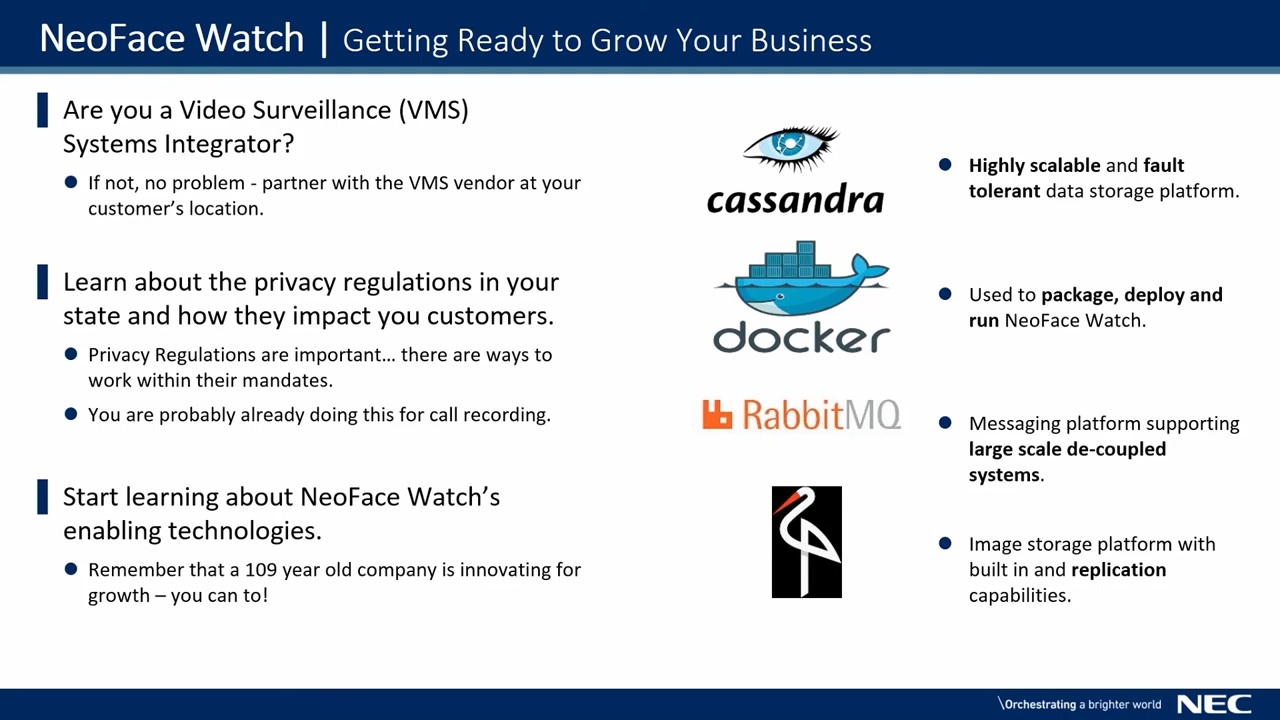 NeoFace Watch | Getting Ready to Grow Your Business
Are you a Video Surveillance (VMS)
Systems Integrator?
If not, no problem - partner with the VMS vendor at your
customer's location.
Learn about the privacy regulations in your
state and how they impact you customers.
Privacy Regulations are important… there are ways to
work within their mandates.
You are probably already doing this for call recording.
Start learning about NeoFace Watch's
enabling technologies.
Remember that a 109 year old company is innovating for
growth – you can to!
cassandra
Highly scalable and fault
tolerant data storage platform.
docker
Used to package, deploy and
run NeoFace Watch.
RabbitMQ
Messaging platform supporting
large scale de-coupled
systems.
Image storage platform with
built in and replication
capabilities.
\Orchestrating a brighter world
NEC